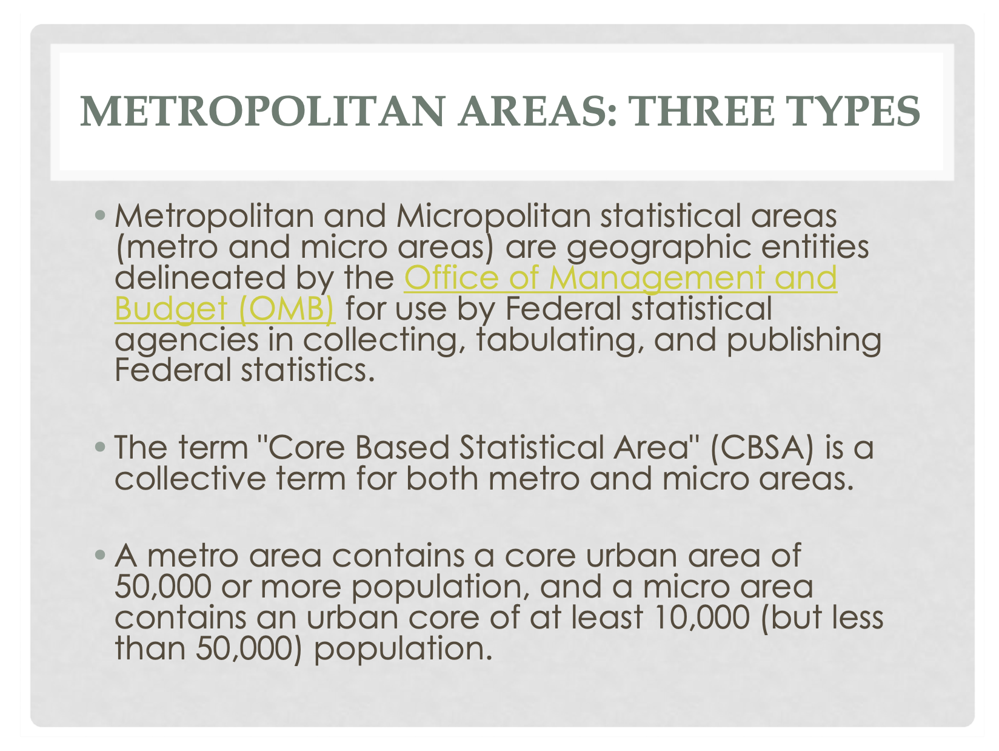 METROPOLITAN AREAS: THREE TYPES
• Metropolitan and Micropolitan statistical areas
(metro and micro areas) are geographic entities
delineated by the Office of Management and
Budget (OMB) for use by Federal statistical
agencies in collecting, tabulating, and publishing
Federal statistics.
• The term "Core Based Statistical Area" (CBSA) is a
collective term for both metro and micro areas.
• A metro area contains a core urban area of
50,000 or more population, and a micro area
contains an urban core of at least 10,000 (but less
than 50,000) population.